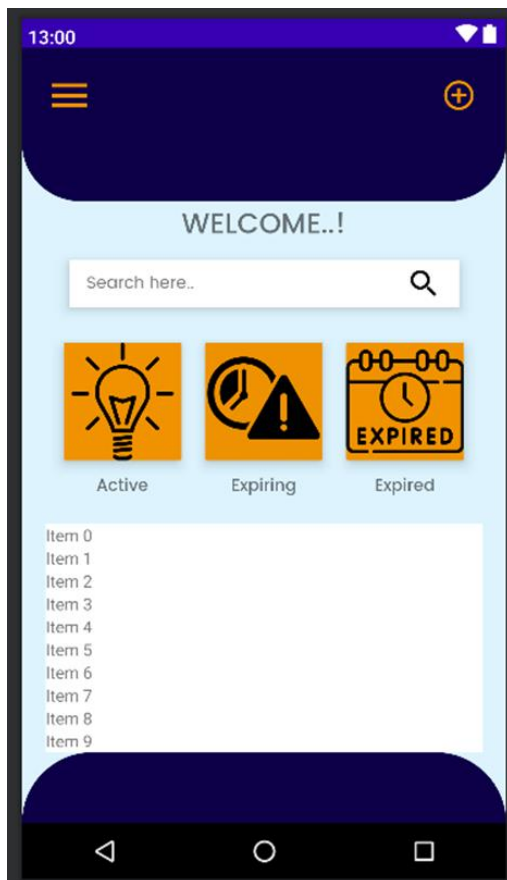 13:00
WELCOME..!
Search here..
EXPIRED
Active Expiring Expired
Item 0
Item 1
Item 2
Item 3
Item 4
Item 5
Item 6
Item 7
Item 8
Item 9